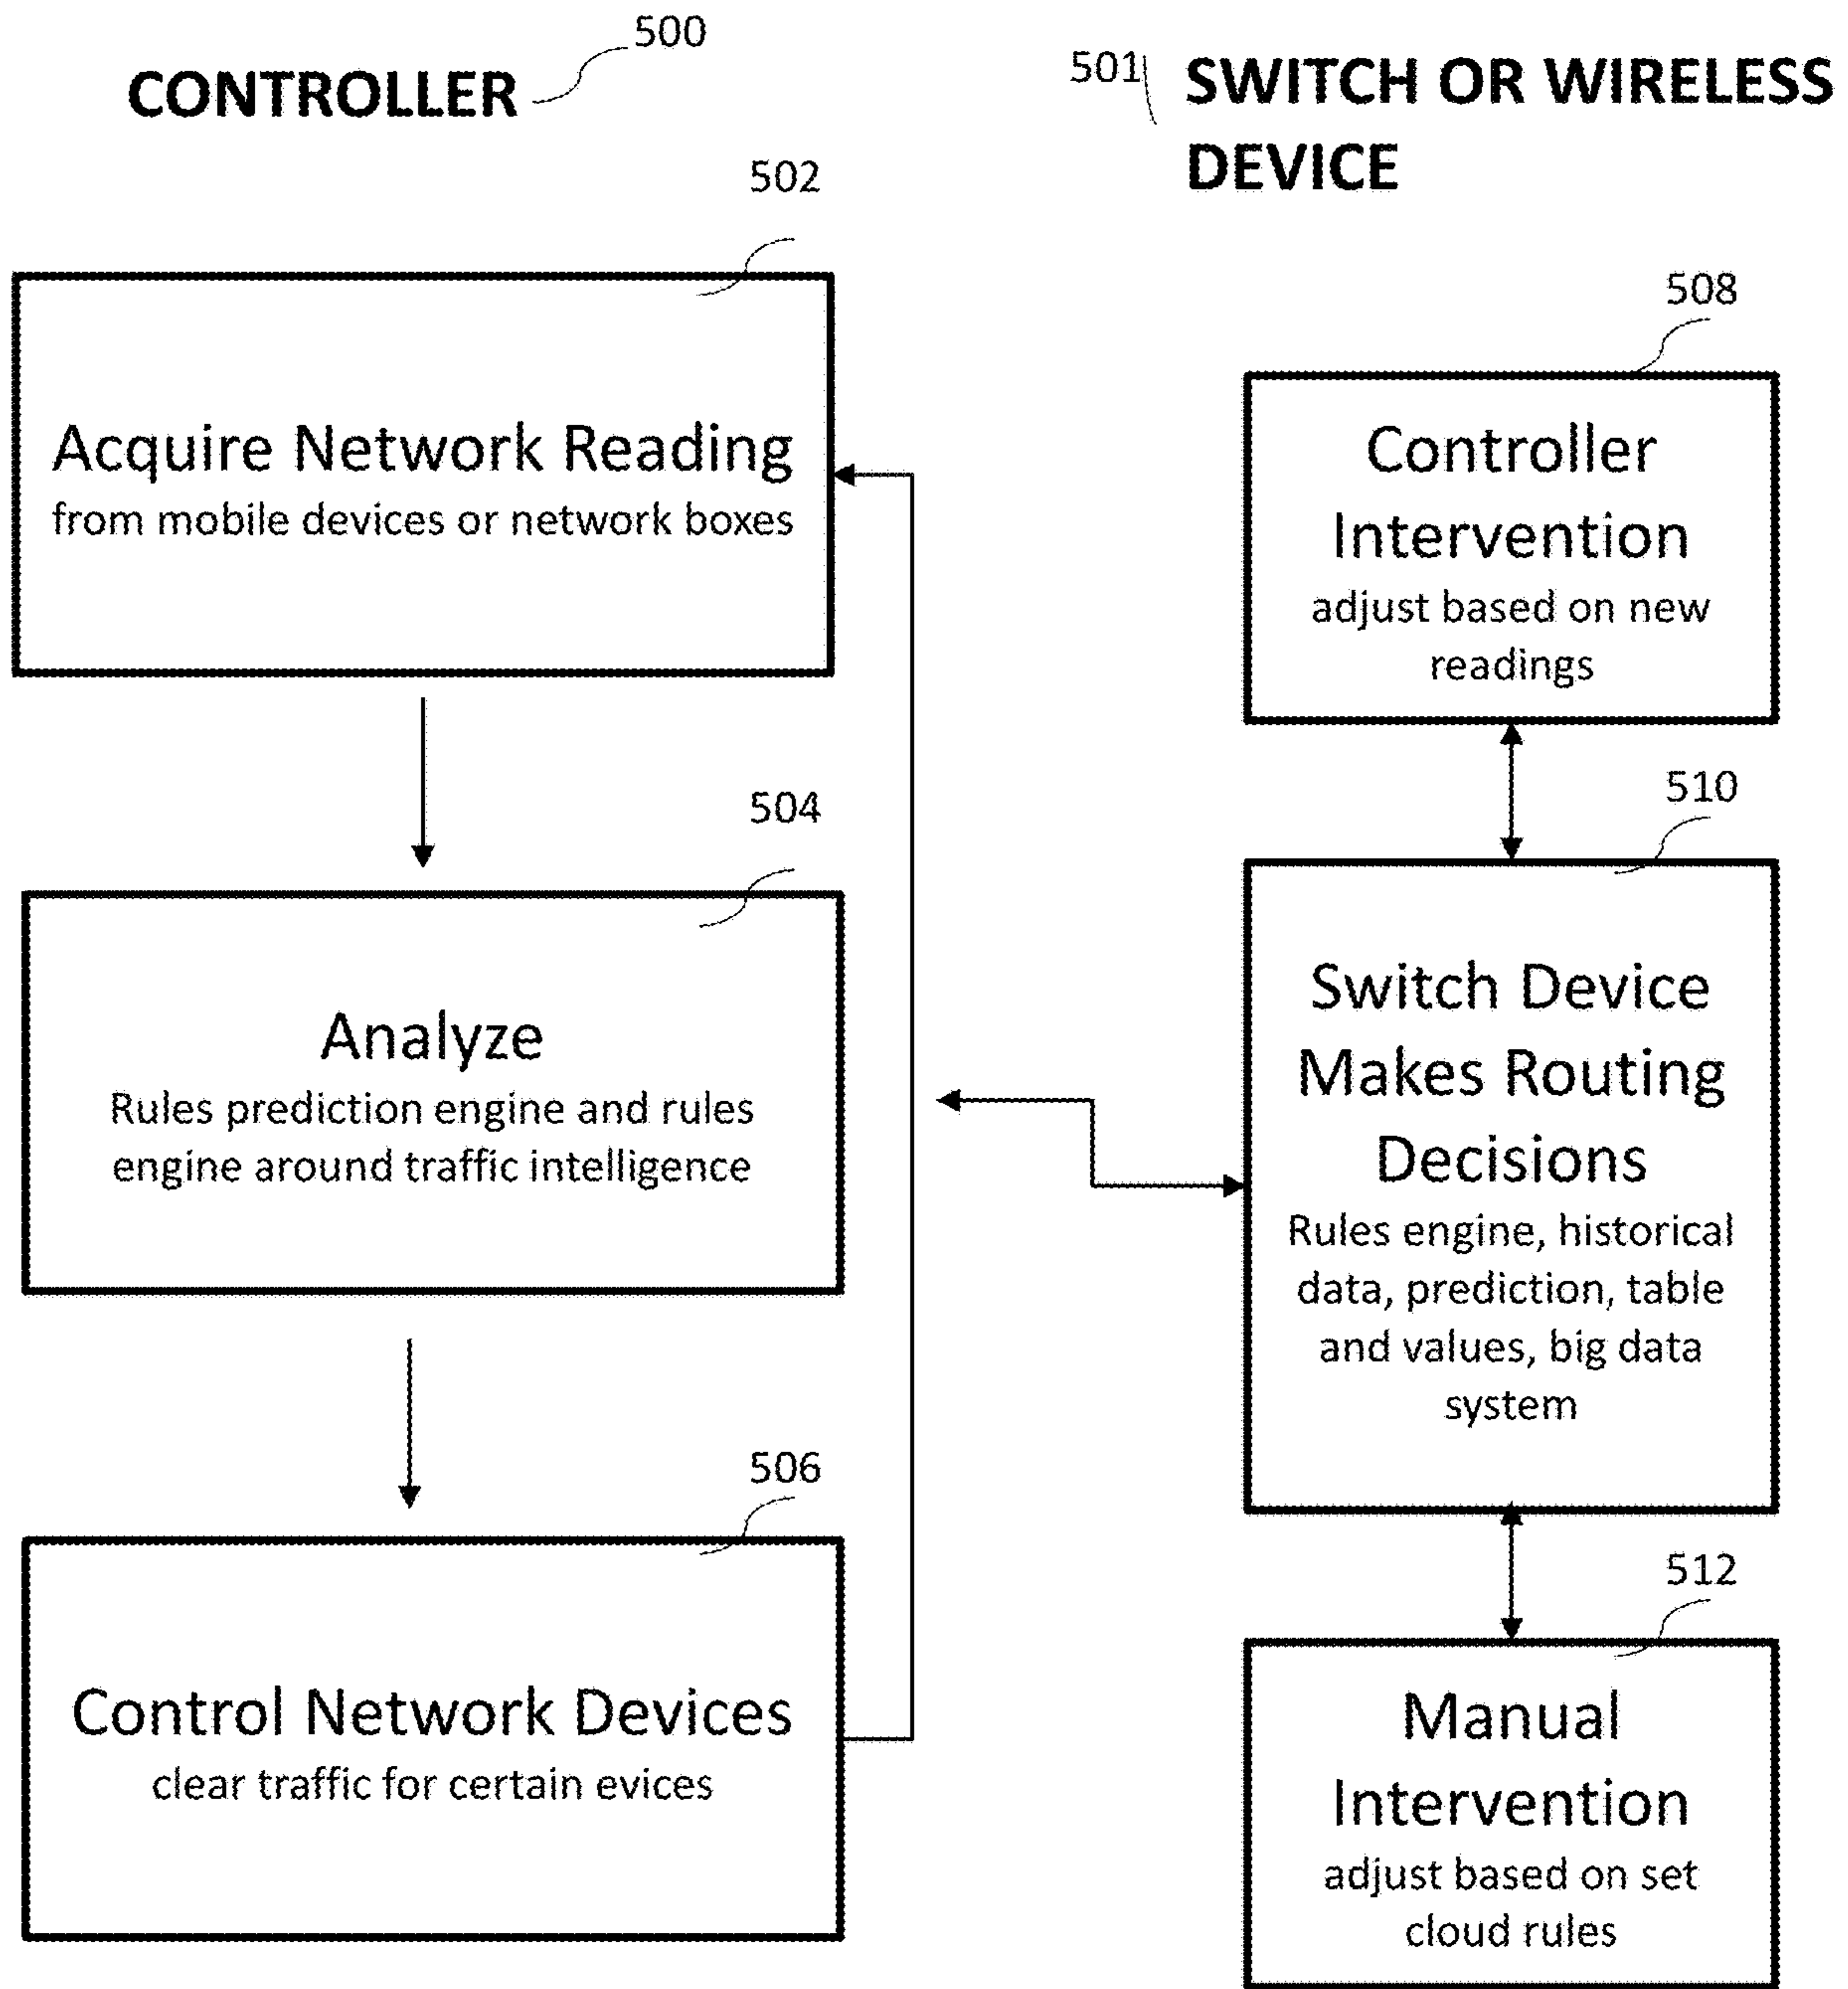 500
CONTROLLER
501
SWITCH OR WIRELESS
DEVICE
502
Acquire Network Reading
from mobile devices or network boxes
504
Analyze
Rules prediction engine and rules
engine around traffic intelligence
506
Control Network Devices
clear traffic for certain evices
508
Controller
Intervention
adjust based on new
readings
510
Switch Device
Makes Routing
Decisions
Rules engine, historical
data, prediction, table
and values, big data
system
512
Manual
Intervention
adjust based on set
cloud rules